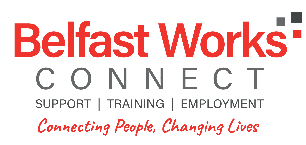 Belfast Works
CONNECT
SUPPORT | TRAINING | EMPLOYMENT
Connecting People, Changing Lives